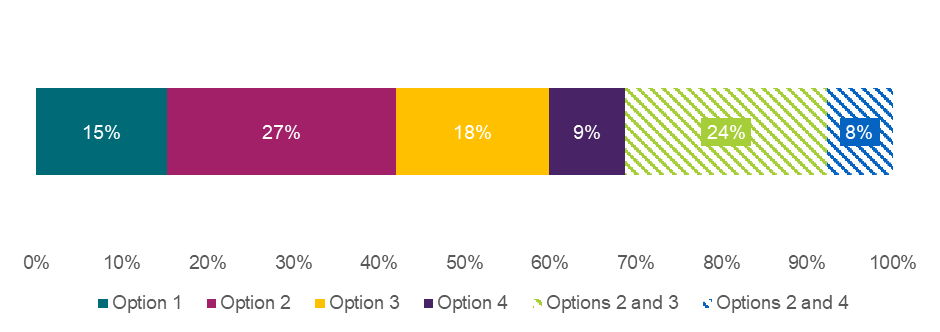 15% 27% 18% 9% 24% 8%
0% 10% 20% 30% 40% 50% 60% 70% 80% 90% 100%
Option 1 Option 2 Option 3 Option 4 Options 2 and 3 Options 2 and 4